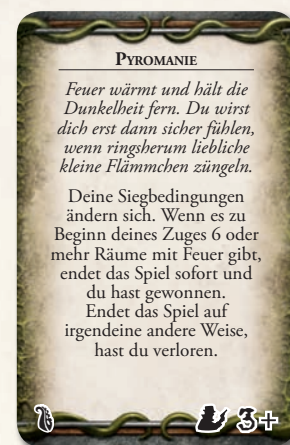 Pyromanie
Feuer wärmt und hält die
Dunkelheit fern. Du wirst
dich erst dann sicher fühlen,
wenn ringsherum liebliche
kleine Flämmchen züngeln.
Deine Siegbedingungen
ändern sich. Wenn es zu
Beginn deines Zuges 6 oder
mehr Räume mit Feuer gibt,
endet das Spiel sofort und
du hast gewonnen.
Endet das Spiel auf
irgendeine andere Weise,
hast du verloren.
3+